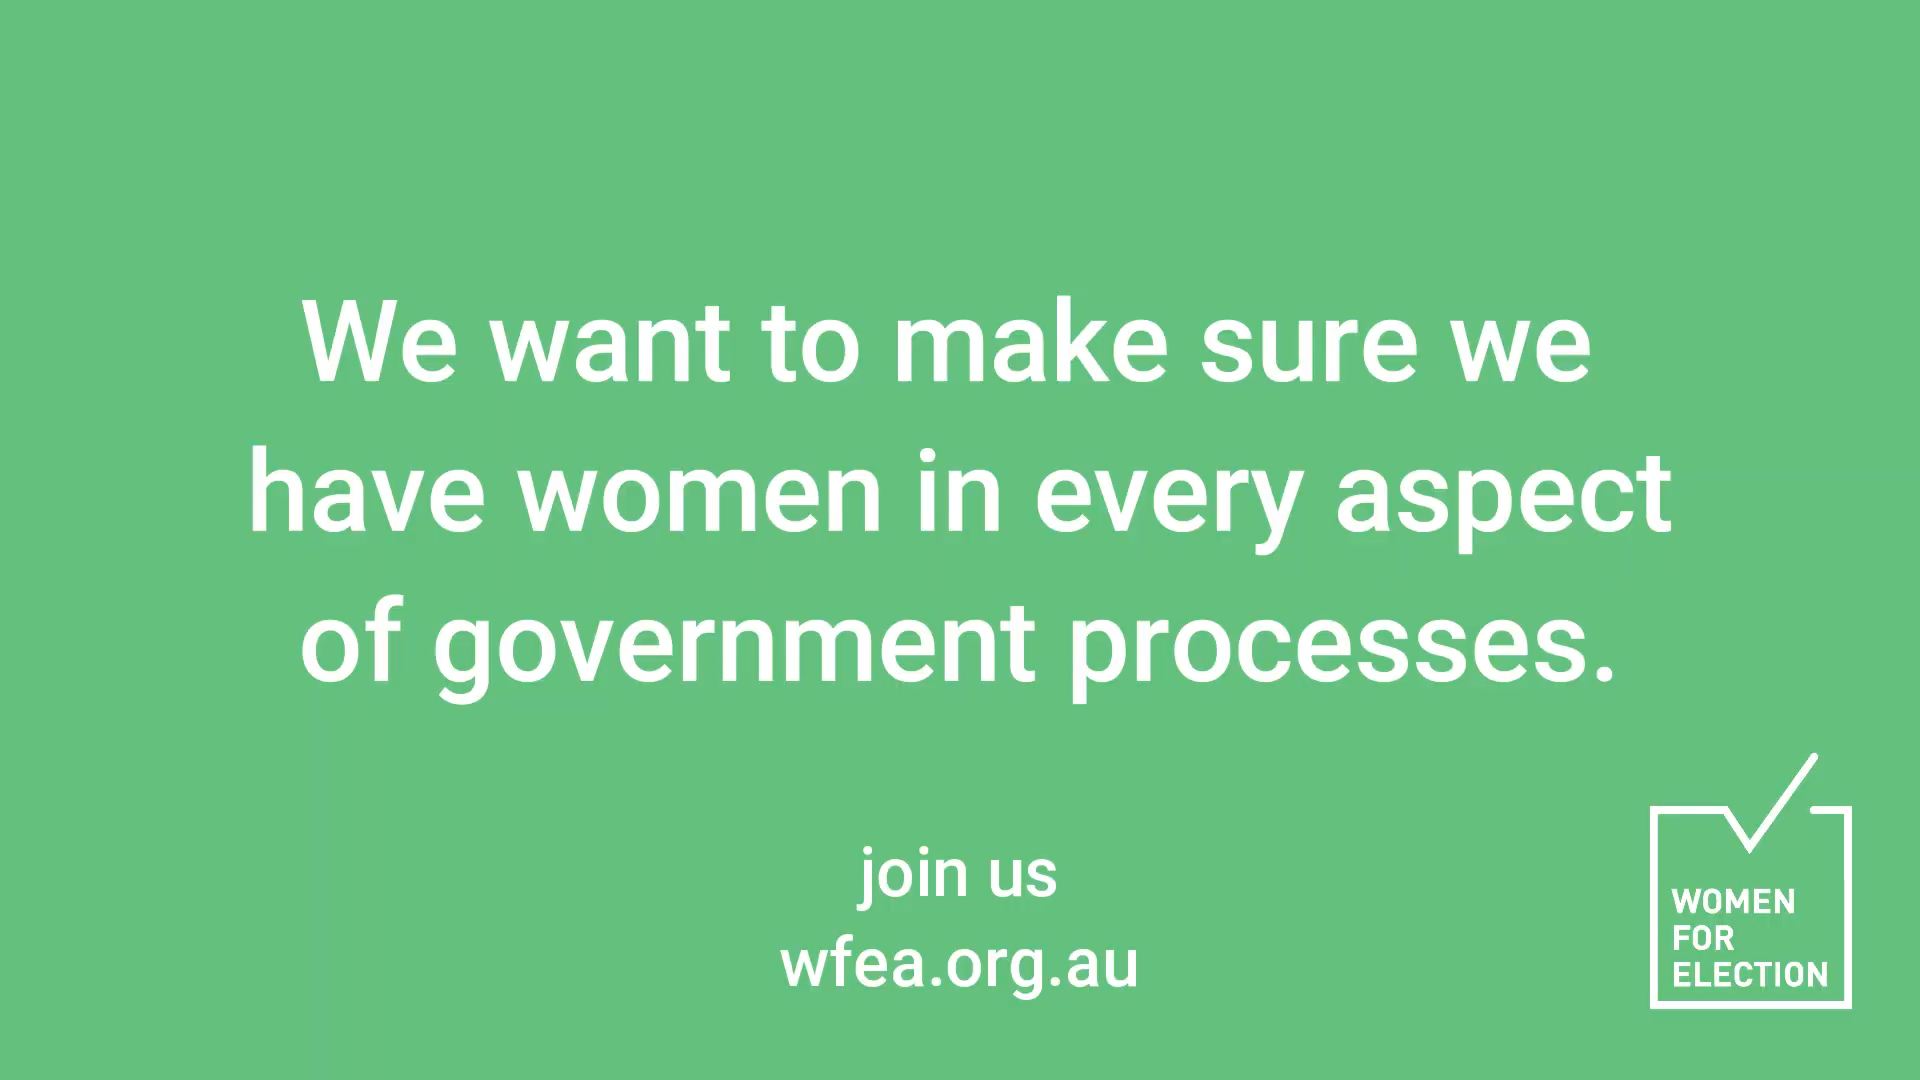 We want to make sure we
have women in every aspect
of government processes.
join us
wfea.org.au
WOMEN
FOR
ELECTION